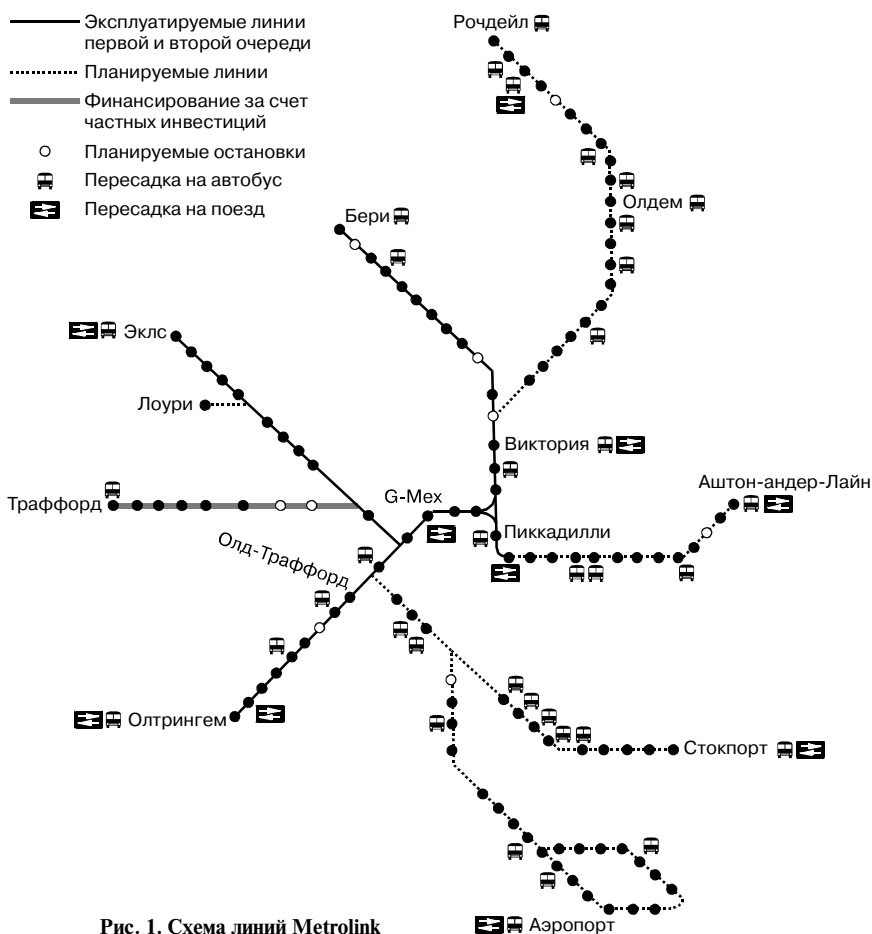 Эксплуатируемые линии
первой и второй очереди
Планируемые линии
Финансирование за счет
частных инвестиций
Планируемые остановки
Пересадка на автобус
Пересадка на поезд
Рочдейл
Олдем
Бери
Эклс
Лоури
Виктория
Аштон-андер-Лайн
Траффорд
G-Мех
Пиккадилли
Олд-Траффорд
Олтрингем
Стокпорт
Аэропорт
Рис. 1. Схема линий Metrolink